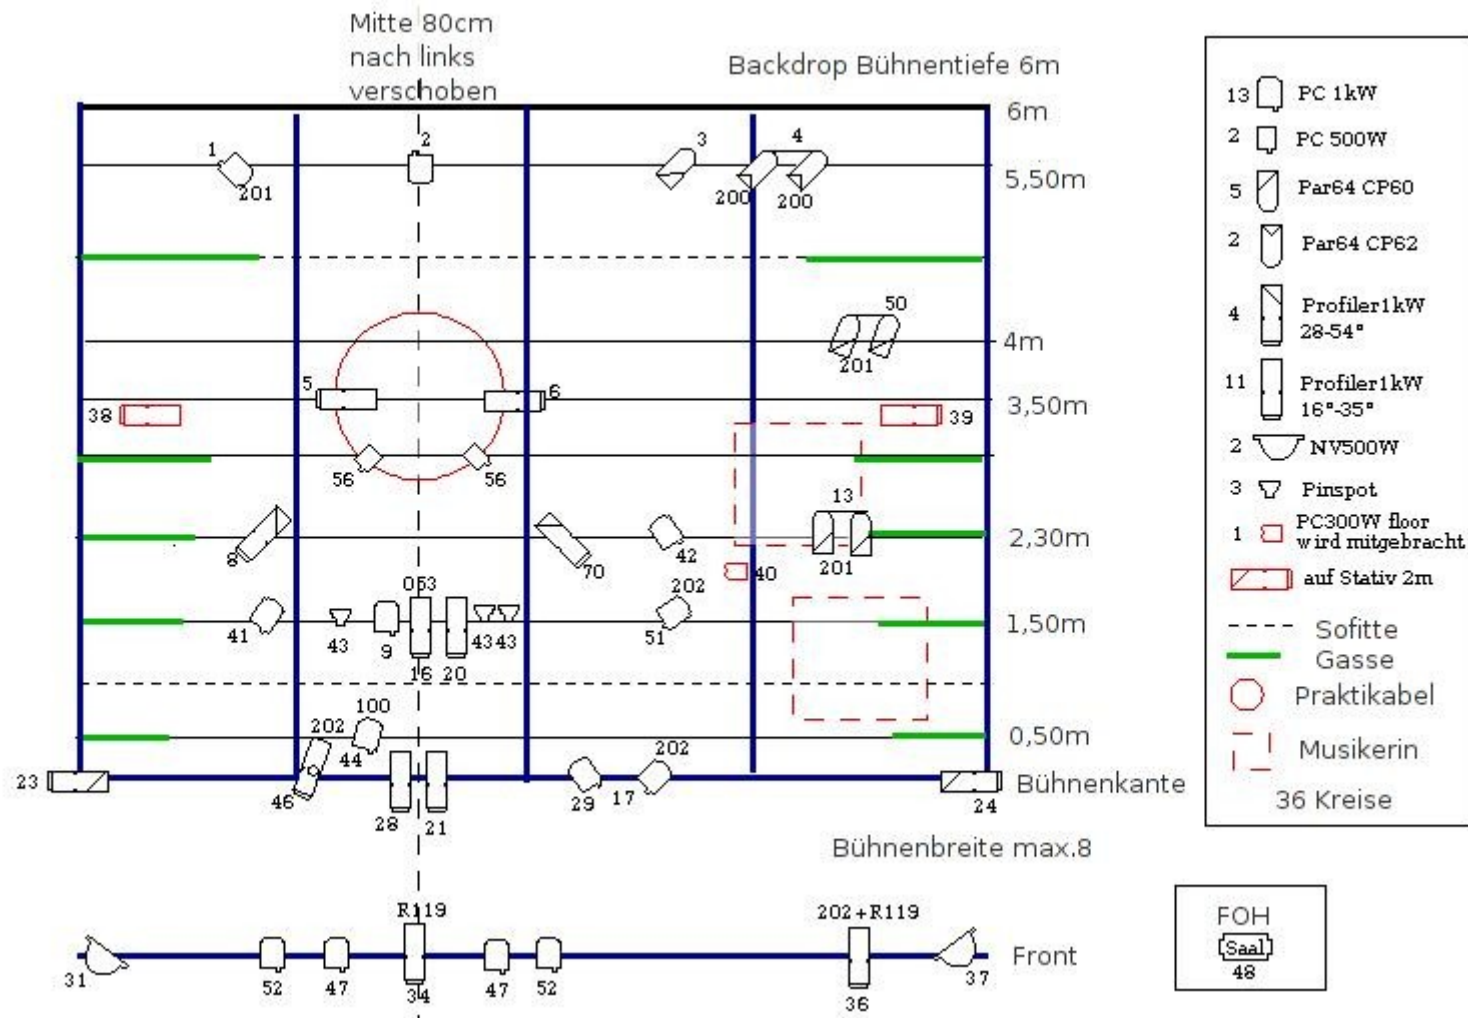 Mitte 80cm
nach links
verschoben
Backdrop Bühnentiefe 6m
6m
1
2
3
4
201
200
200
5,50m
50
201
4m
5
6
38
39
3,50m
56
56
13
8
70
42
201
2,30m
40
063
202
41
43
9
16
20
43
43
51
1,50m
100
202
44
0,50m
23
46
28
21
29
17
202
24
Bühnenkante
Bühnenbreite max.8
R119
202+R119
31
52
47
34
47
52
36
37
Front
13 PC 1kW
2 PC 500W
5 Par64 CP60
2 Par64 CP62
4 Profiler1kW
28-54°
11 Profiler1kW
16°-35°
2 NV500W
3 Pinspot
1 PC300W floor
wird mitgebracht
auf Stativ 2m
Sofitte
Gasse
Praktikabel
Musikerin
36 Kreise
FOH
Saal
48